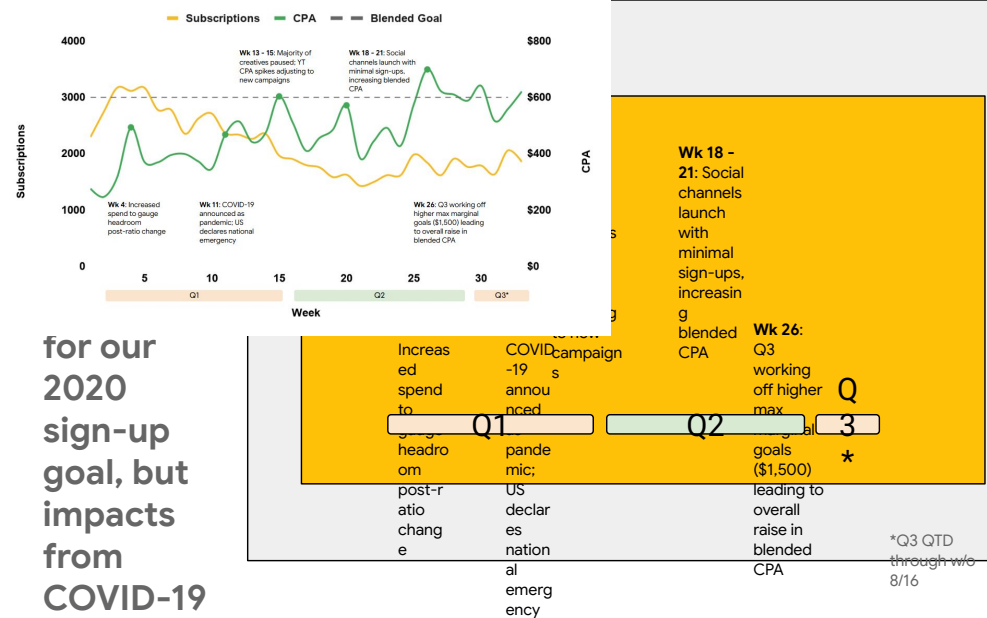 Subscriptions CPA Blended Goal
4000
3000
2000
1000
0
Subscriptions
$800
$600
$400
$200
$0
CPA
Wk 13 - 15: Majority of
creatives paused; YT
CPA spikes adjusting to
new campaigns
Wk 18 - 21: Social
channels launch with
minimal sign-ups,
increasing blended
CPA
Wk 4: Increased
spend to gauge
headroom
post-ratio change
Wk 11: COVID-19
announced as
pandemic; US
declares national
emergency
Wk 26: Q3 working off
higher max marginal
goals ($1,500) leading
to overall raise in
blended CPA
5 10 15 20 25 30
Q1 Q2 Q3*
Week
for our
2020
sign-up
goal, but
impacts
from
COVID-19
Increas
ed
spend
to
gauge
headro
om
post-r
atio
chang
e
COVID
-19
annou
nced
as
pande
mic;
US
declar
es
nation
al
emerg
ency
s
g
to new
campaign
s
Wk 18 -
21: Social
channels
launch
with
minimal
sign-ups,
increasin
g
blended
CPA
Wk 26:
Q3
working
off higher
max
marginal
goals
($1,500)
leading to
overall
raise in
blended
CPA
Q1
Q2
Q
3
*
*Q3 QTD
through w/o
8/16